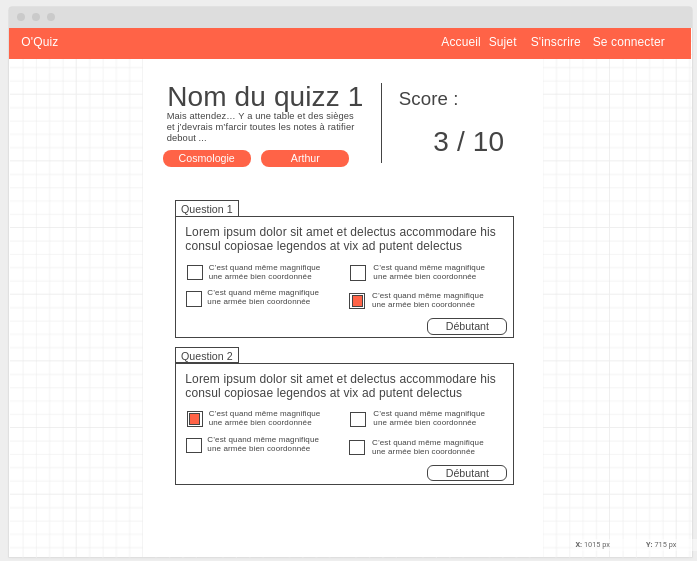 O'Quiz
Accueil Sujet S'inscrire Se connecter
Nom du quizz 1
Mais attendez… Y a une table et des sièges
et j'devrais m'farcir toutes les notes à ratifier
debout ...
Cosmologie Arthur
Score :
3 / 10
Question 1
Lorem ipsum dolor sit amet et delectus accommodare his
consul copiosae legendos at vix ad putent delectus
C'est quand même magnifique
une armée bien coordonnée
C'est quand même magnifique
une armée bien coordonnée
C'est quand même magnifique
une armée bien coordonnée
C'est quand même magnifique
une armée bien coordonnée
Débutant
Question 2
Lorem ipsum dolor sit amet et delectus accommodare his
consul copiosae legendos at vix ad putent delectus
C'est quand même magnifique
une armée bien coordonnée
C'est quand même magnifique
une armée bien coordonnée
C'est quand même magnifique
une armée bien coordonnée
C'est quand même magnifique
une armée bien coordonnée
Débutant
X: 1015 px Y: 715 px